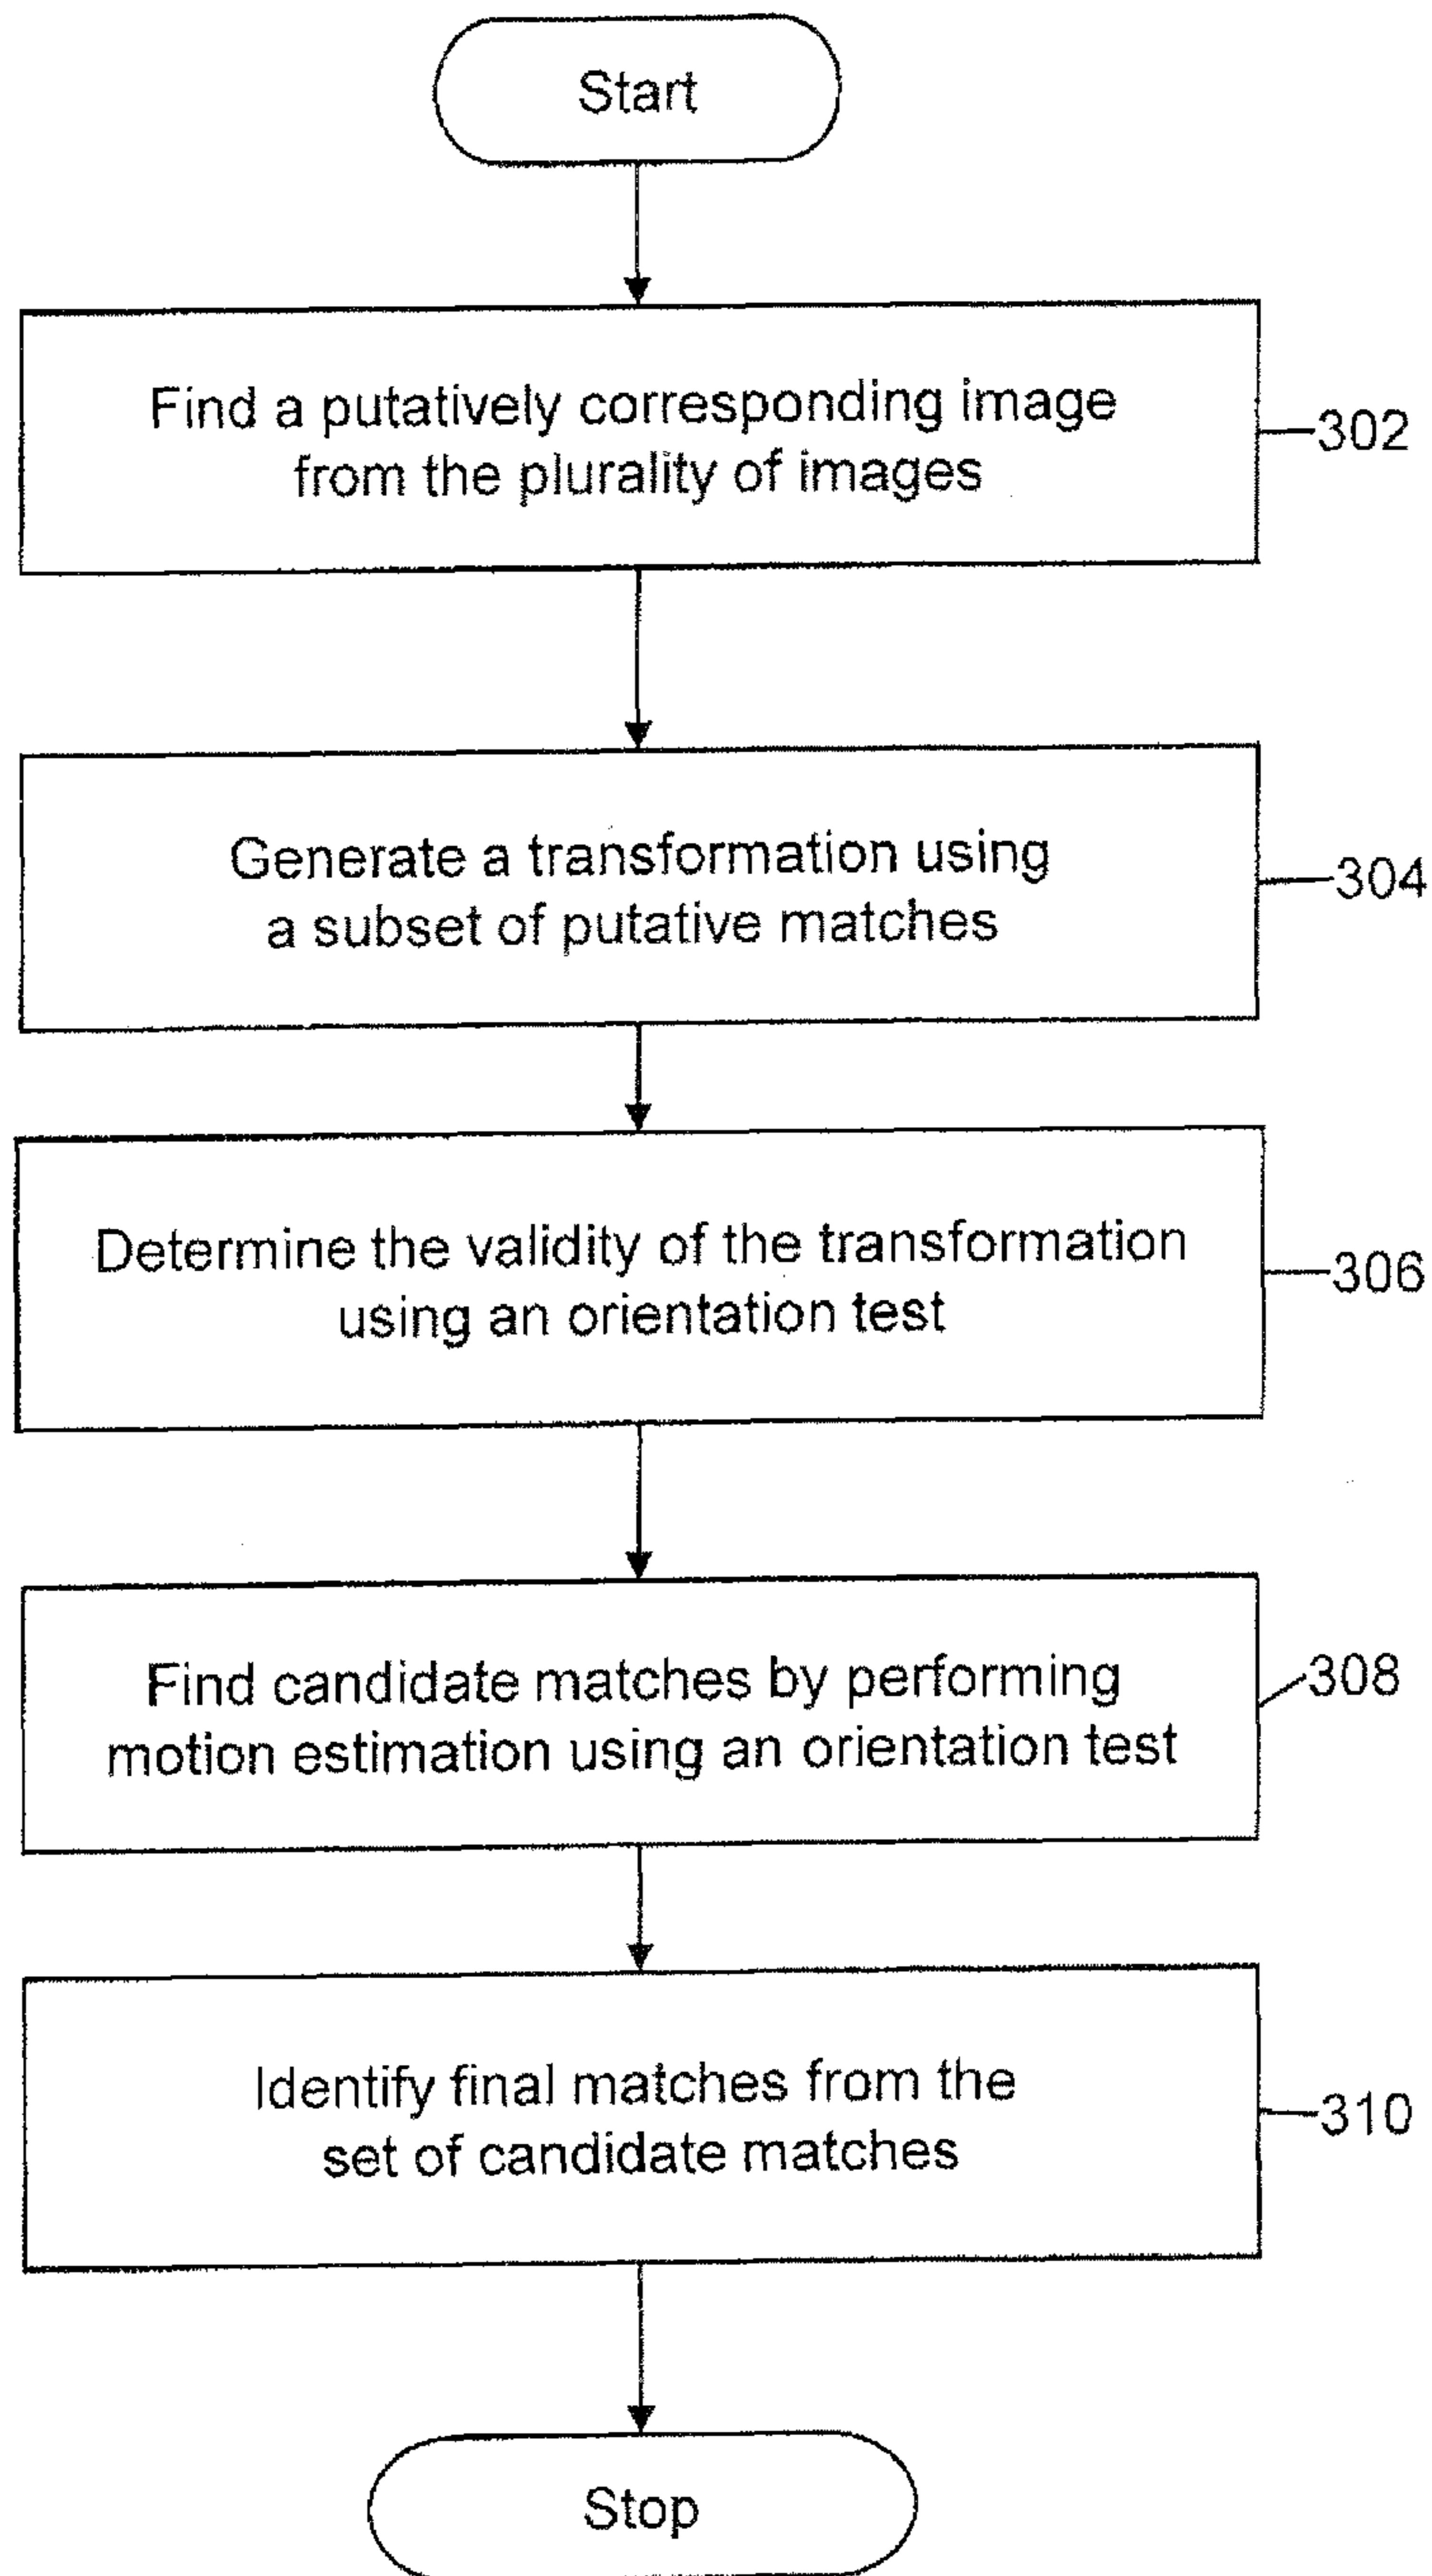 Start
Find a putatively corresponding image
from the plurality of images
302
Generate a transformation using
a subset of putative matches
304
Determine the validity of the transformation
using an orientation test
306
Find candidate matches by performing
motion estimation using an orientation test
308
Identify final matches from the
set of candidate matches
310
Stop